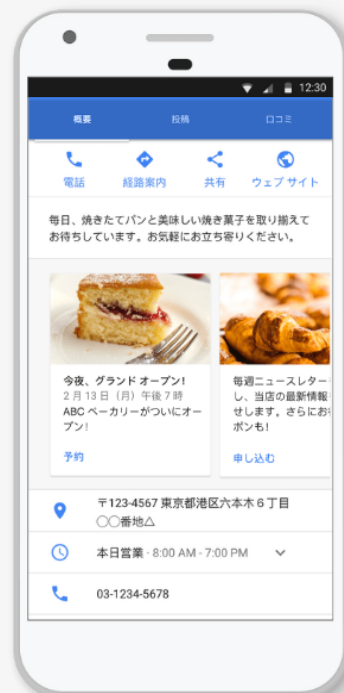 12:30
概要 投稿 口コミ
電話 経路案内 共有 ウェブ サイト
毎日、焼きたてパンと美味しい焼き菓子を取り揃えて
お待ちしています。お気軽にお立ち寄りください。
今夜、グランド オープン!
2 月 13 日（月）午後 7 時
ABC ベーカリーがついにオー
プン!
予約
毎週ニュースレター
し、当店の最新情報
せします。さらにお
ポンも!
申し込む
〒123-4567 東京都港区六本木 6 丁目
〇〇番地△
本日営業 · 8:00 AM - 7:00 PM
03-1234-5678